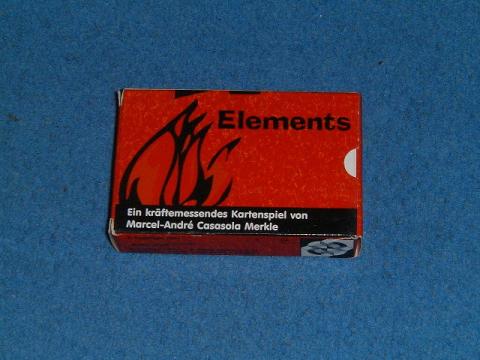 Elements
Ein kräftemessendes Kartenspiel von
Marcel-André Casasola Merkle